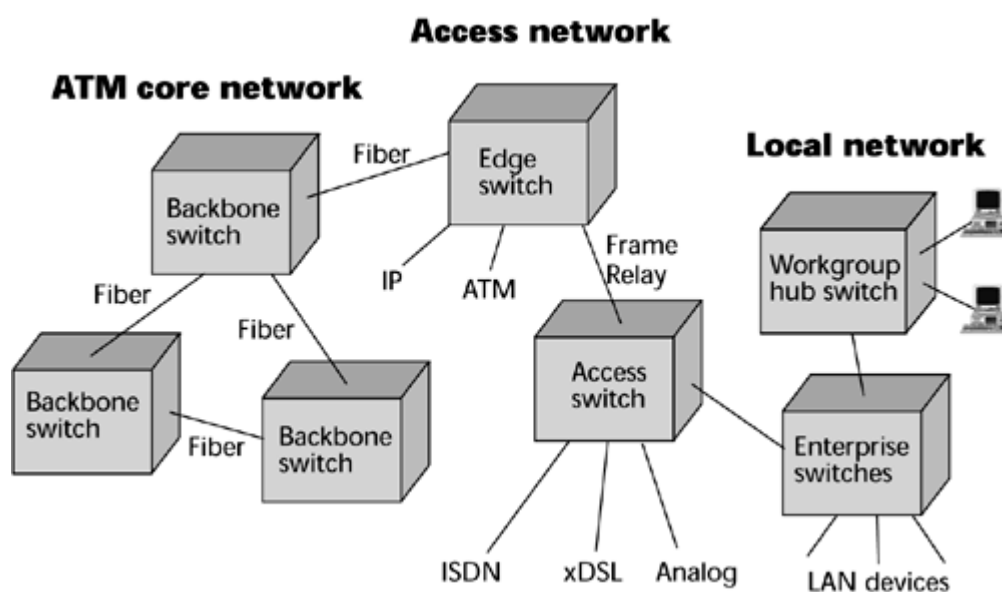 Access network
ATM core network
Local network
Fiber
Edge
switch
Backbone
switch
Workgroup
hub switch
IP
ATM
Frame
Relay
Fiber
Fiber
Access
switch
Backbone
switch
Fiber
Backbone
switch
Enterprise
switches
ISDN
xDSL
Analog
LAN devices